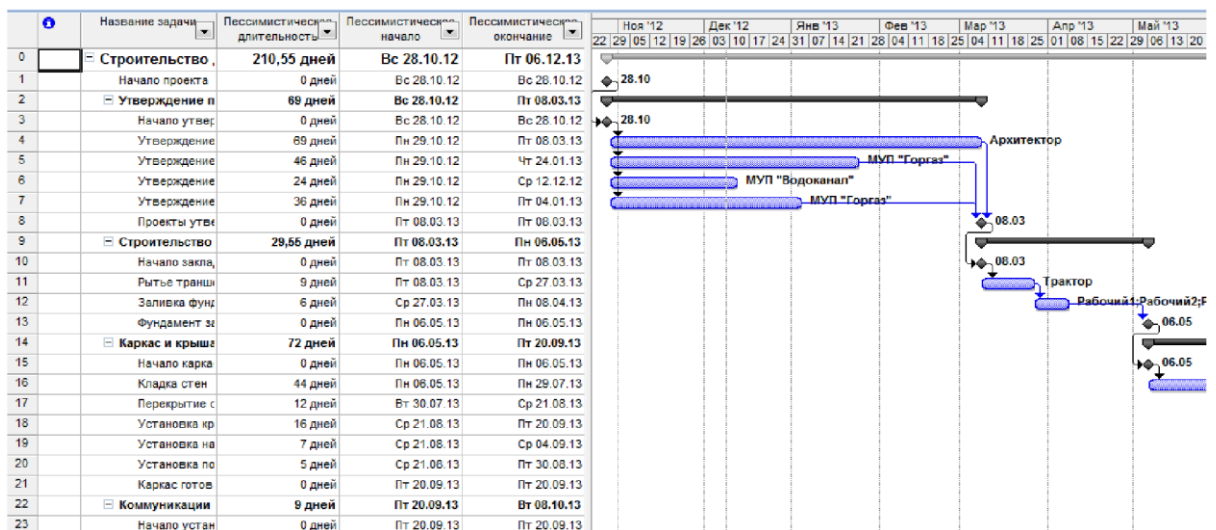 Название задачи Пессимистическ длительность Пессимистическ начало Пессимистическ окончание
Ноя '12 Дек '12 Янв '13 Фев '13 Мар '13 Апр '13 Май '13
22 29 05 12 19 26 03 10 17 24 31 07 14 21 28 04 11 18 25 04 11 18 25 01 08 15 22 29 06 13 20
0 Строительство , 210,55 дней Вс 28.10.12 Пт 06.12.13
1 Начало проекта 0 дней Вс 28.10.12 Вс 28.10.12 28.10
2 Утверждение п 69 дней Вс 28.10.12 Пт 08.03.13
3 Начало утвер 0 дней Вс 28.10.12 Вс 28.10.12 28.10
4 Утверждение 69 дней Пн 29.10.12 Пт 08.03.13 Архитектор
5 Утверждение 46 дней Пн 29.10.12 Чт 24.01.13 МУП "Горгаз"
6 Утверждение 24 дней Пн 29.10.12 Ср 12.12.12 МУП "Водоканал"
7 Утверждение 36 дней Пн 29.10.12 Пт 04.01.13 МУП "Горгаз"
8 Проекты утве 0 дней Пт 08.03.13 Пт 08.03.13 08.03
9 Строительство 29,55 дней Пт 08.03.13 Пн 06.05.13
10 Начало заклад 0 дней Пт 08.03.13 Пт 08.03.13 08.03
11 Рытье транше 9 дней Пт 08.03.13 Ср 27.03.13 Трактор
12 Заливка фунд 6 дней Ср 27.03.13 Пн 08.04.13 Рабочий1;Рабочий2;Р
13 Фундамент за 0 дней Пн 06.05.13 Пн 06.05.13 06.05
14 Каркас и крыша 72 дней Пн 06.05.13 Пт 20.09.13
15 Начало карка 0 дней Пн 06.05.13 Пн 06.05.13 06.05
16 Кладка стен 44 дней Пн 06.05.13 Пн 29.07.13
17 Перекрытие с 12 дней Вт 30.07.13 Ср 21.08.13
18 Установка кр 16 дней Ср 21.08.13 Пт 20.09.13
19 Установка на 7 дней Ср 21.08.13 Ср 04.09.13
20 Установка по 5 дней Ср 21.08.13 Пт 30.08.13
21 Каркас готов 0 дней Пт 20.09.13 Пт 20.09.13
22 Коммуникации 9 дней Пт 20.09.13 Вт 08.10.13
23 Начало устан 0 дней Пт 20.09.13 Пт 20.09.13